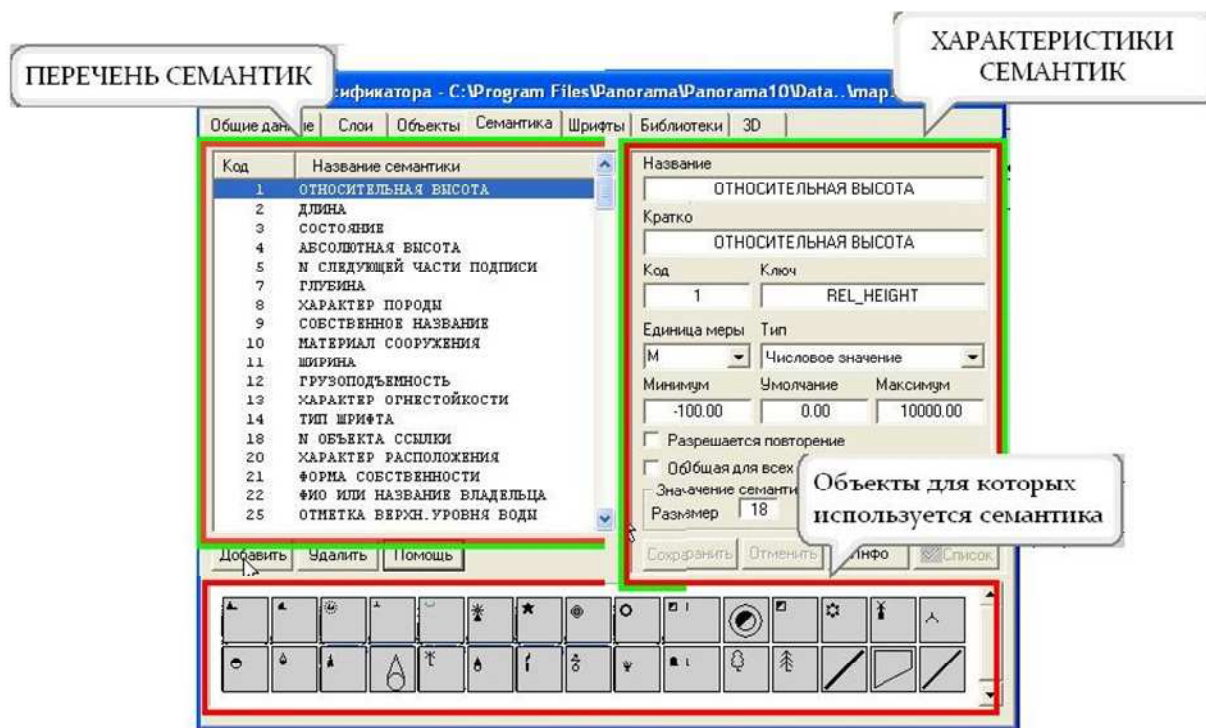 ПЕРЕЧЕНЬ СЕМАНТИК
ХАРАКТЕРИСТИКИ
СЕМАНТИК
сификатора - C:\Program Files\Panorama\Panorama10\Data..\map.
Общие данные Слои Объекты Семантика Шрифты Библиотеки 3D
Код Название семантики
1 ОТНОСИТЕЛЬНАЯ ВЫСОТА
2 ДЛИНА
3 СОСТОЯНИЕ
4 АБСОЛЮТНАЯ ВЫСОТА
5 N СЛЕДУЮЩЕЙ ЧАСТИ ПОДПИСИ
7 ГЛУБИНА
8 ХАРАКТЕР ПОРОДЫ
9 СОБСТВЕННОЕ НАЗВАНИЕ
10 МАТЕРИАЛ СООРУЖЕНИЯ
11 ШИРИНА
12 ГРУЗОПОДЪЕМНОСТЬ
13 ХАРАКТЕР ОГНЕСТОЙКОСТИ
14 ТИП ШРИФТА
18 N ОБЪЕКТА ССЫЛКИ
20 ХАРАКТЕР РАСПОЛОЖЕНИЯ
21 ФОРМА СОБСТВЕННОСТИ
22 ФИО ИЛИ НАЗВАНИЕ ВЛАДЕЛЬЦА
25 ОТМЕТКА ВЕРХН.УРОВНЯ ВОДЫ
Добавить Удалить Помощь
Название
ОТНОСИТЕЛЬНАЯ ВЫСОТА
Кратко
ОТНОСИТЕЛЬНАЯ ВЫСОТА
Код Ключ
1 REL_HEIGHT
Единица меры Тип
М Числовое значение
Минимум Умолчание Максимум
-100.00 0.00 10000.00
Разрешается повторение
для всех
Значение семанти
18
Объекты для которых
используется семантика
Отменить Список